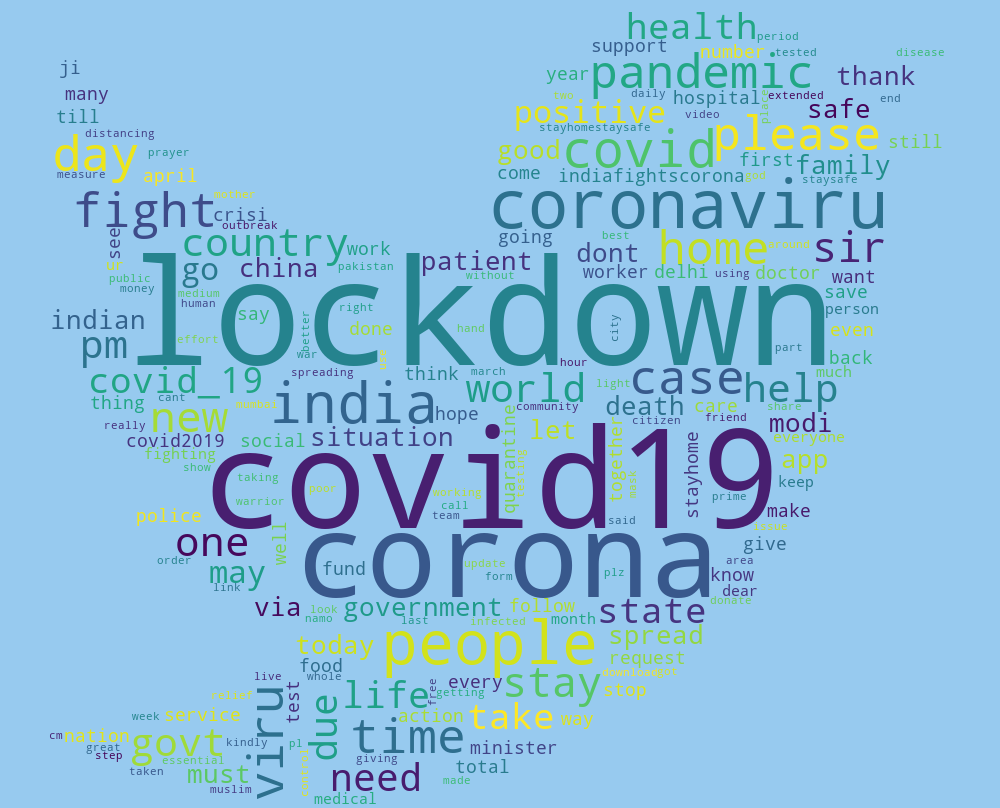 health
period
support
number
tested
disease
ji
year
pandemic
thank
many
daily
hospital
extended
end
positive
video
place
safe
till
distancing
stayhomestaysafe
please
still
day
prayer
good
covid
first
family
measure
april
come
indiafightscorona
staysafe
mother
fight
crisi
outbreak
coronaviru
see
country
work
going
best
home
around
sir
dont
go
china
pakistan
patient
without
worker
delhi
using
doctor
want
public
money
medium
human
right
save
lockdown
person
indian
say
city
even
pm
effort
better
war
done
hand
part
back
spreading
think
march
hour
much
covid_19
world
light
case
help
thing
cant
india
hope
community
death
care
share
new
really
citizen
friend
modi
covid2019
social
situation
quarantine
let
together
stayhome
everyone
fighting
show
app
taking
covid19
keep
warrior
call
prime
team
make
police
said
one
well
corona
give
order
update
area
may
fund
form
plz
know
link
dear
donate
via
look
government
follow
state
namo
last
infected
month
today
people
spread
request
food
whole
live
every
stay
stop
viru
test
due
life
free
getting
week
service
action
take
way
cm
nation
govt
kindly
pl
time
minister
great
step
essential
giving
total
taken
must
need
made
muslim
medical